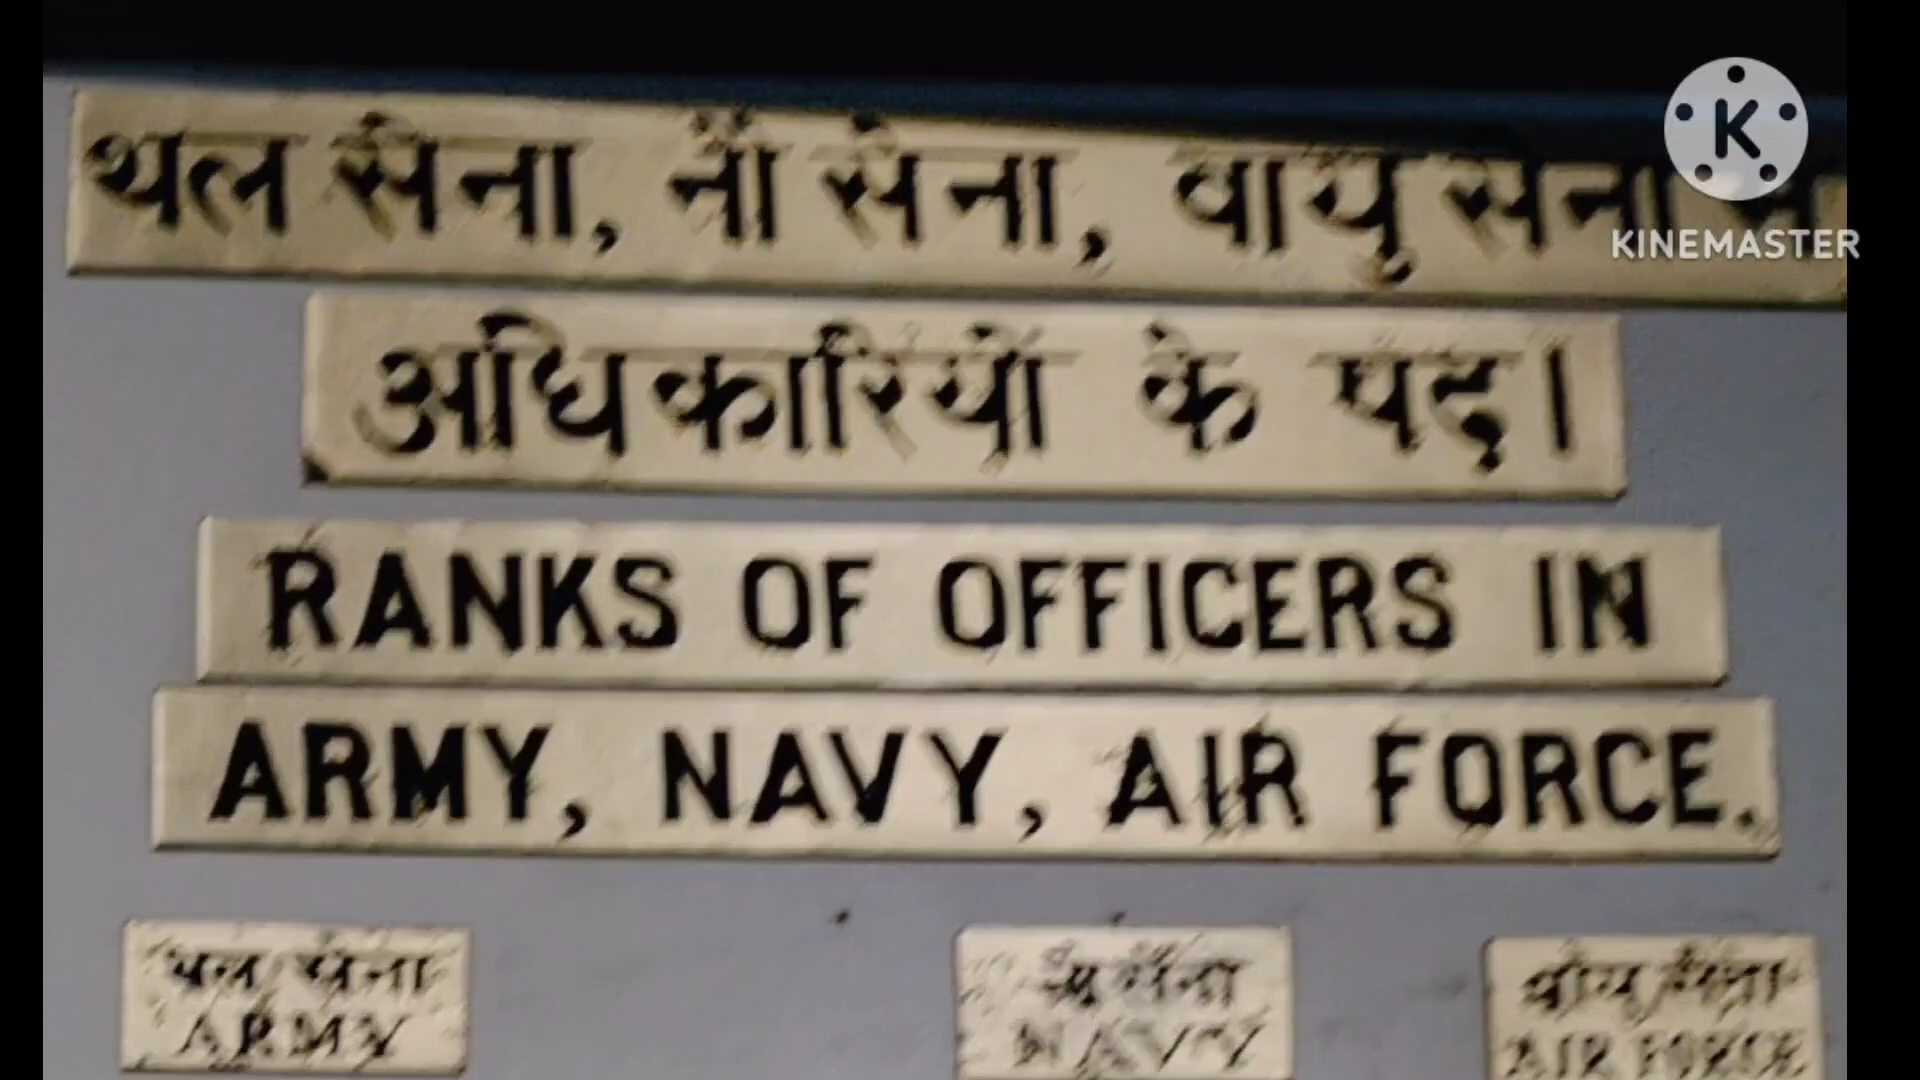 थल सेना, नौ सेना, वायु सेना में
अधिकारियों के पद।
RANKS OF OFFICERS IN
ARMY, NAVY, AIR FORCE.
थल सेना
ARMY
सेना
NAVY
सेना
AIR FORCE
KINEMASTER